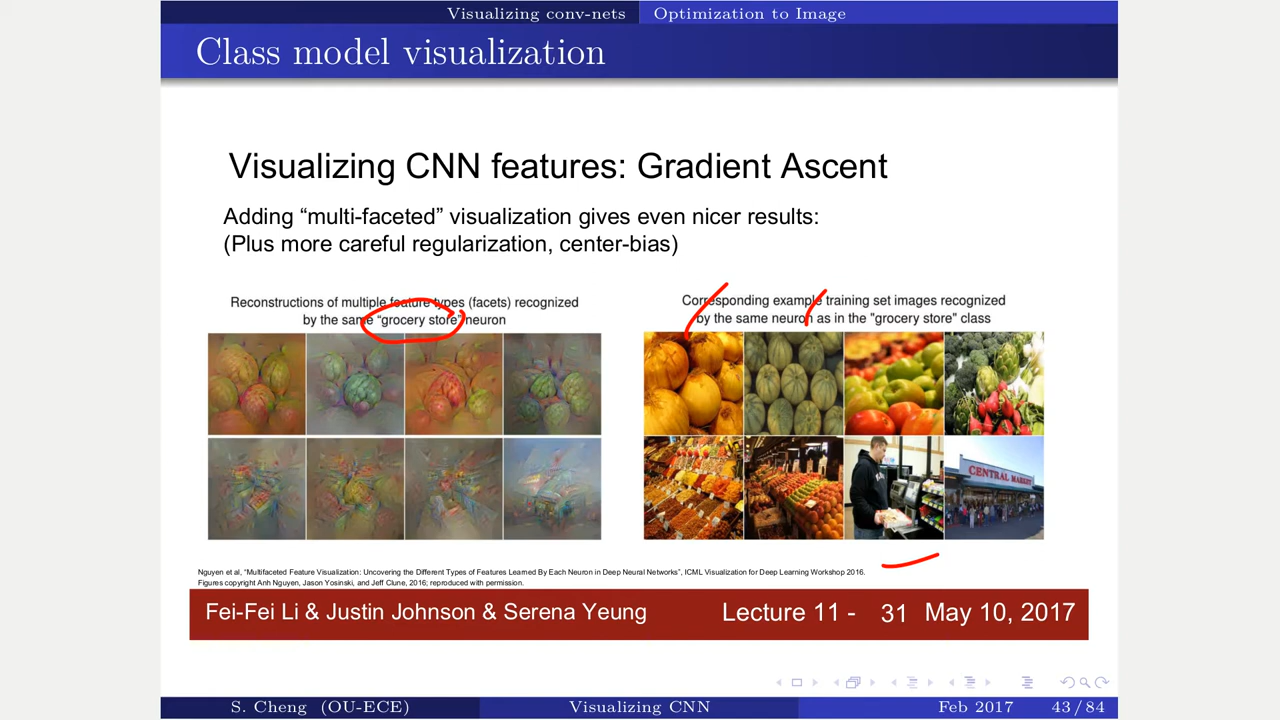 Visualizing conv-nets Optimization to Image
Class model visualization
Visualizing CNN features: Gradient Ascent
Adding “multi-faceted” visualization gives even nicer results:
(Plus more careful regularization, center-bias)
Reconstructions of multiple feature types (facets) recognized
by the same “grocery store” neuron
Corresponding example training set images recognized
by the same neuron as in the "grocery store" class
CENTRAL MARKET
Nguyen et al, “Multifaceted Feature Visualization: Uncovering the Different Types of Features Learned By Each Neuron in Deep Neural Networks”, ICML Visualization for Deep Learning Workshop 2016.
Figures copyright Anh Nguyen, Jason Yosinski, and Jeff Clune, 2016; reproduced with permission.
Fei-Fei Li & Justin Johnson & Serena Yeung Lecture 11 - 31 May 10, 2017
S. Cheng (OU-ECE) Visualizing CNN Feb 2017 43 / 84